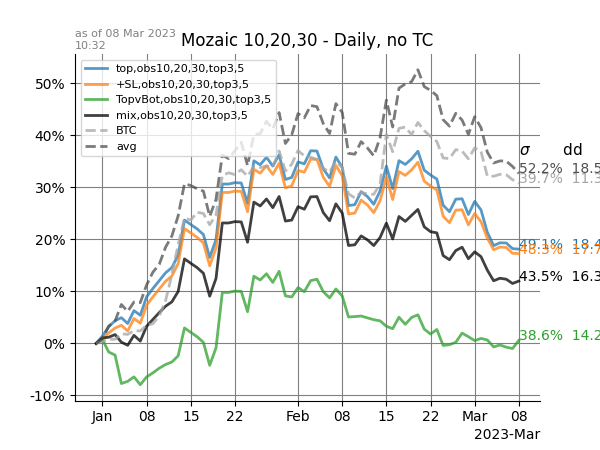 as of 08 Mar 2023
10:32
Mozaic 10,20,30 - Daily, no TC
top,obs10,20,30,top3,5
+SL,obs10,20,30,top3,5
TopvBot,obs10,20,30,top3,5
mix,obs10,20,30,top3,5
BTC
avg
50%
40%
30%
20%
10%
0%
-10%
σ dd
52.2% 18.5
39.7% 11.3
49.1% 18.4
48.3% 17.7
43.5% 16.3
38.6% 14.2
Jan 08 15 22 Feb 08 15 22 Mar 08
2023-Mar